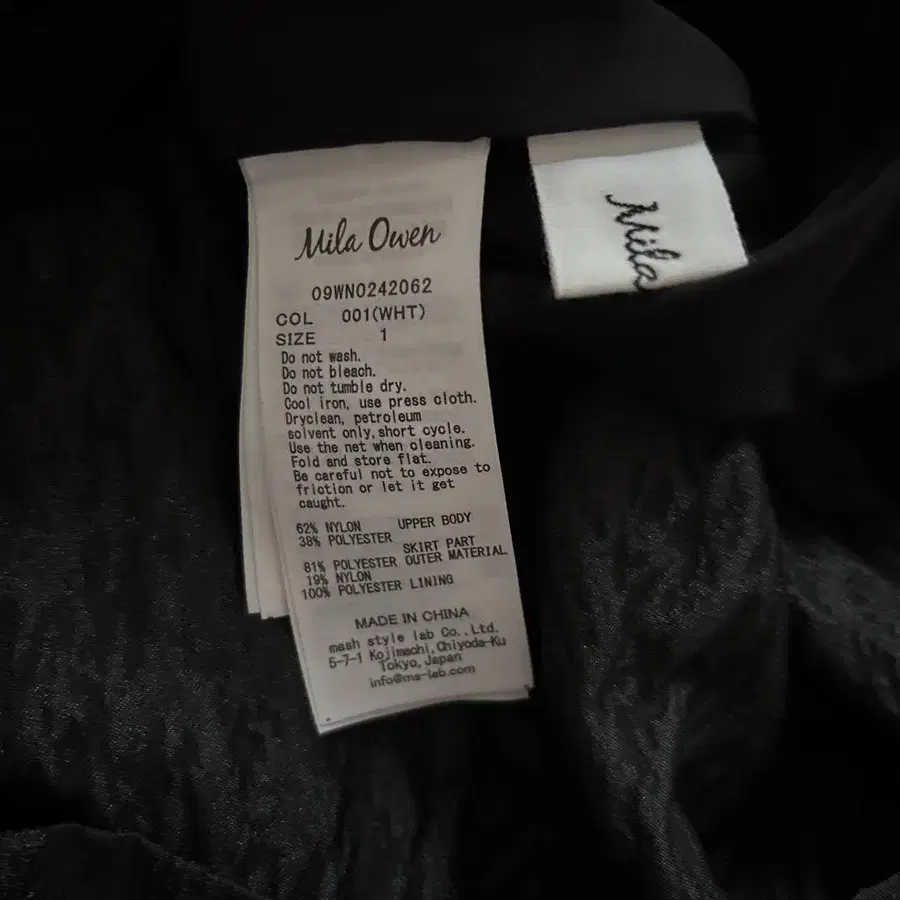 Mila Owen
09WNO242062
COL 001(WHT)
SIZE 1
Do not wash.
Do not bleach.
Do not tumble dry.
Cool iron, use press cloth.
Dryclean, petroleum
solvent only, short cycle.
Use the net when cleaning.
Fold and store flat.
Be careful not to expose to
friction or let it get
caught.
62% NYLON UPPER BODY
38% POLYESTER
SKIRT PART
81% POLYESTER OUTER MATERIAL
19% NYLON
100% POLYESTER LINING
MADE IN CHINA
mash style lab Co.,Ltd.
5-7-1 Kojimachi, Chiyoda-Ku
Tokyo, Japan
info@ms-lab.com
Mila